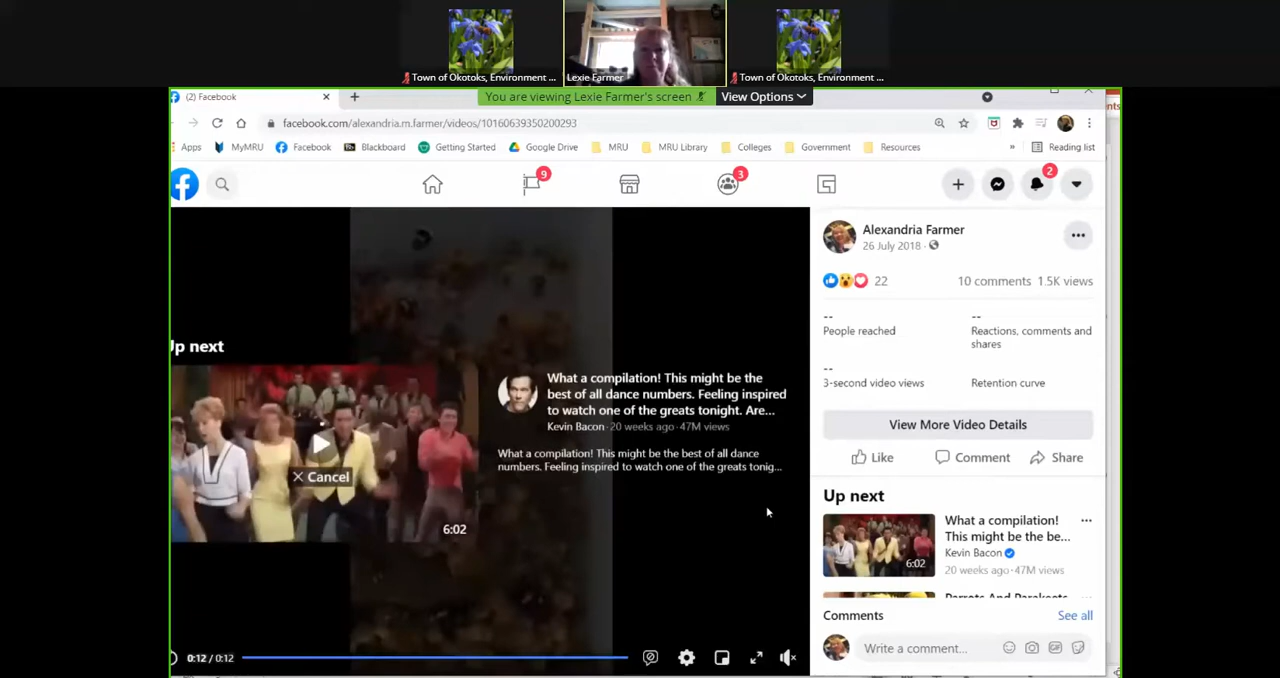 Town of Okotoks, Environment ...
Lexie Farmer
Town of Okotoks, Environment ...
You are viewing Lexie Farmer's screen
View Options
(2) Facebook
facebook.com/alexandria.m.farmer/videos/10160639350200293
Apps MyMRU Facebook Blackboard Getting Started Google Drive MRU MRU Library Colleges Government Resources » Reading list
9
3
2
Alexandria Farmer
26 July 2018
22 10 comments 1.5K views
-- --
People reached Reactions, comments and
shares
--
3-second video views Retention curve
View More Video Details
Like Comment Share
Up next
What a compilation!
This might be the be...
Kevin Bacon
20 weeks ago · 47M views
6:02
Parrots And Parakeets
Comments See all
Write a comment...
GIF
Up next
What a compilation! This might be the
best of all dance numbers. Feeling inspired
to watch one of the greats tonight. Are...
Kevin Bacon · 20 weeks ago · 47M views
What a compilation! This might be the best of all dance
numbers. Feeling inspired to watch one of the greats tonig...
Cancel
6:02
0:12 / 0:12